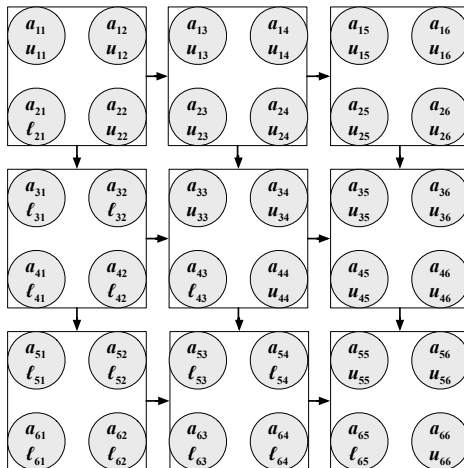 a₁₁ a₁₂ a₁₃ a₁₄ a₁₅ a₁₆
u₁₁ u₁₂ u₁₃ u₁₄ u₁₅ u₁₆
a₂₁ a₂₂ a₂₃ a₂₄ a₂₅ a₂₆
ℓ₂₁ u₂₂ u₂₃ u₂₄ u₂₅ u₂₆
a₃₁ a₃₂ a₃₃ a₃₄ a₃₅ a₃₆
ℓ₃₁ ℓ₃₂ u₃₃ u₃₄ u₃₅ u₃₆
a₄₁ a₄₂ a₄₃ a₄₄ a₄₅ a₄₆
ℓ₄₁ ℓ₄₂ ℓ₄₃ u₄₄ u₄₅ u₄₆
a₅₁ a₅₂ a₅₃ a₅₄ a₅₅ a₅₆
ℓ₅₁ ℓ₅₂ ℓ₅₃ ℓ₅₄ u₅₅ u₅₆
a₆₁ a₆₂ a₆₃ a₆₄ a₆₅ a₆₆
ℓ₆₁ ℓ₆₂ ℓ₆₃ ℓ₆₄ ℓ₆₅ u₆₆